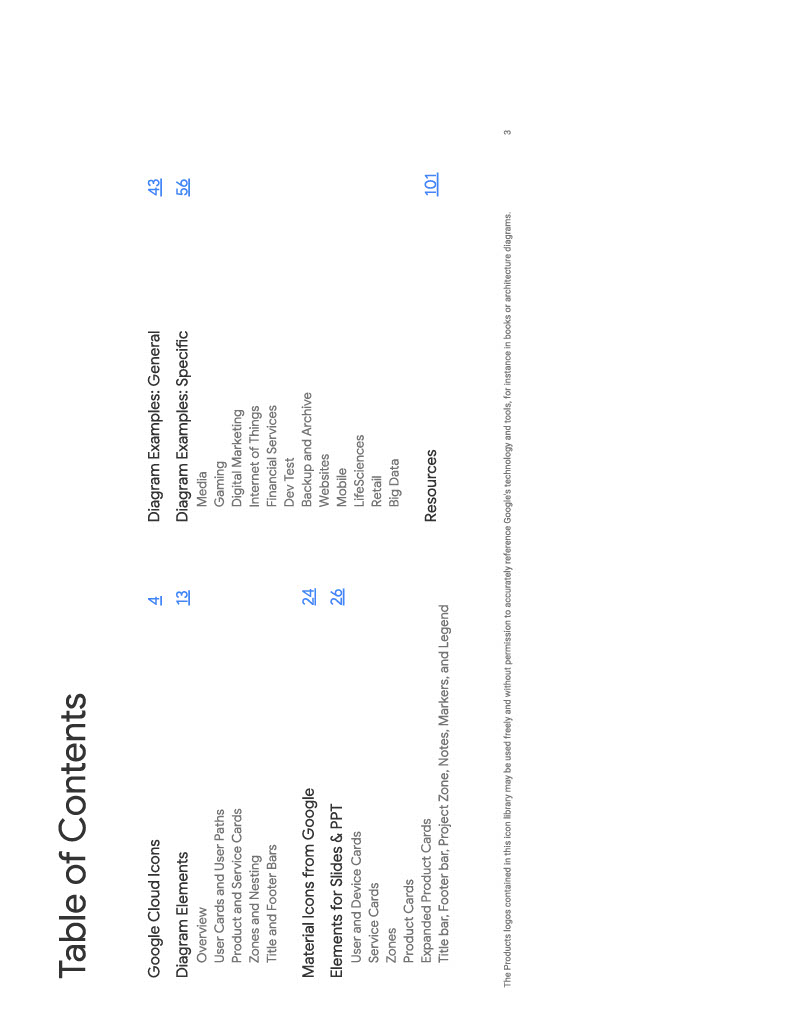 Table of Contents
Google Cloud Icons 4
Diagram Elements 13
Overview
User Cards and User Paths
Product and Service Cards
Zones and Nesting
Title and Footer Bars
Material Icons from Google 24
Elements for Slides & PPT 26
User and Device Cards
Service Cards
Zones
Product Cards
Expanded Product Cards
Title bar, Footer bar, Project Zone, Notes, Markers, and Legend
Diagram Examples: General 43
Diagram Examples: Specific 56
Media
Gaming
Digital Marketing
Internet of Things
Financial Services
Dev Test
Backup and Archive
Websites
Mobile
LifeSciences
Retail
Big Data
Resources 101
The Products logos contained in this icon library may be used freely and without permission to accurately reference Google's technology and tools, for instance in books or architecture diagrams. 3